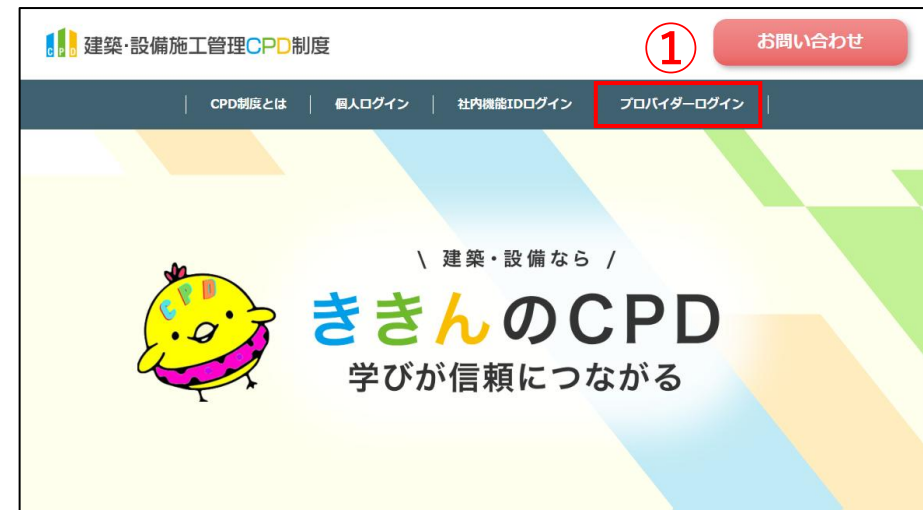 CPD 建築・設備施工管理CPD制度
① お問い合わせ
CPD制度とは 個人ログイン 社内機能IDログイン プロバイダーログイン
\ 建築・設備なら /
CPD
ききんのCPD
学びが信頼につながる